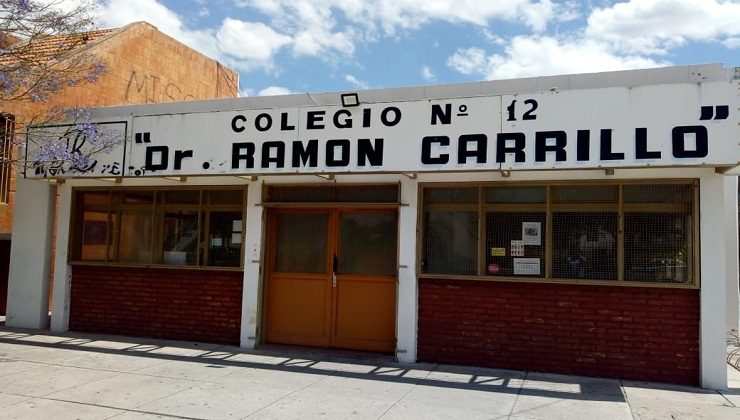 COLEGIO Nº 12
"Dr. RAMON CARRILLO"